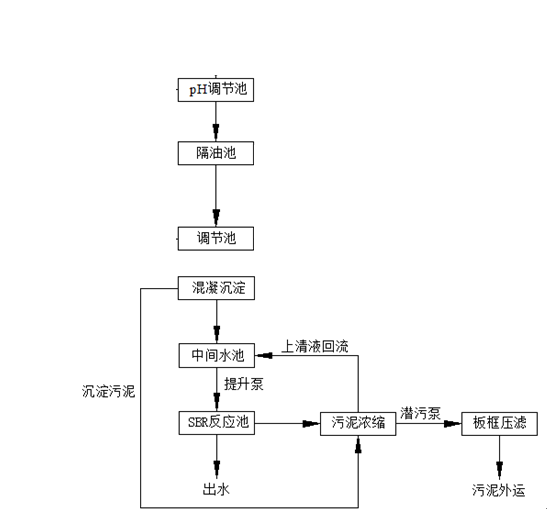 pH调节池
隔油池
调节池
混凝沉淀
中间水池
上清液回流
提升泵
沉淀污泥
SBR反应池
污泥浓缩
潜污泵
板框压滤
出水
污泥外运